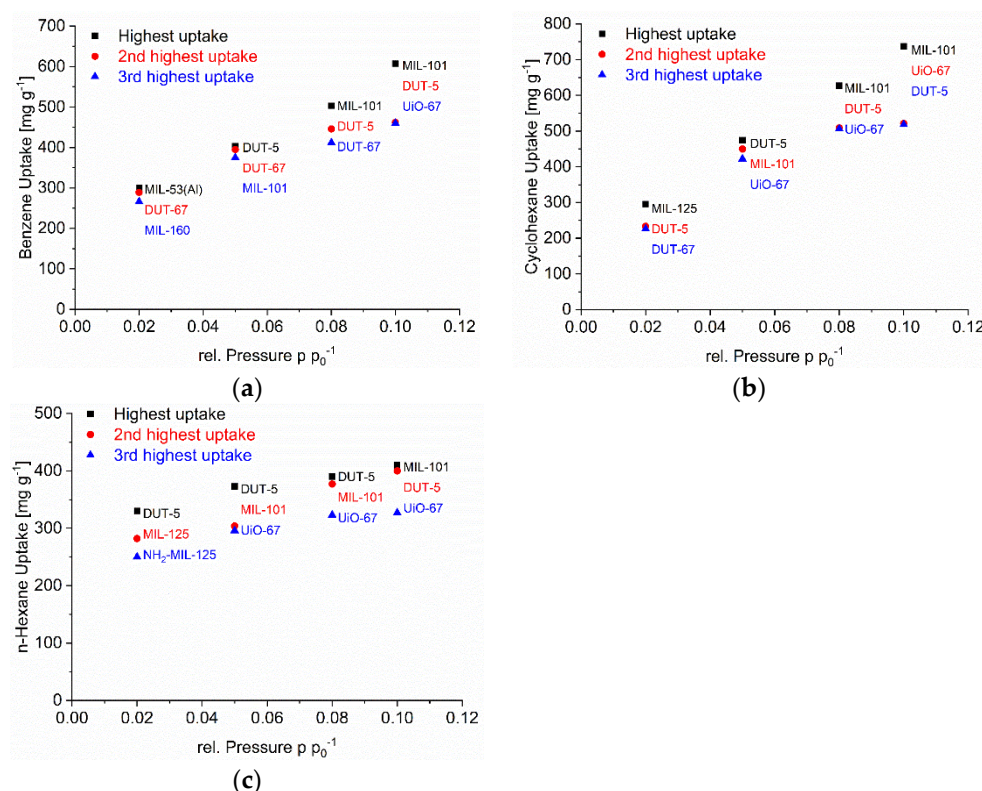 (a)
Highest uptake
2nd highest uptake
3rd highest uptake
Benzene Uptake [mg g⁻¹]
700
600
500
400
300
200
100
0
MIL-53(Al)
DUT-67
MIL-160
DUT-5
DUT-67
MIL-101
MIL-101
DUT-5
DUT-67
MIL-101
DUT-5
UiO-67
0.00 0.02 0.04 0.06 0.08 0.10 0.12
rel. Pressure p p₀⁻¹
(a)
(b)
Highest uptake
2nd highest uptake
3rd highest uptake
Cyclohexane Uptake [mg g⁻¹]
800
700
600
500
400
300
200
100
0
MIL-125
DUT-5
DUT-67
DUT-5
MIL-101
UiO-67
MIL-101
DUT-5
UiO-67
MIL-101
UiO-67
DUT-5
0.00 0.02 0.04 0.06 0.08 0.10 0.12
rel. Pressure p p₀⁻¹
(b)
Highest uptake
2nd highest uptake
3rd highest uptake
n-Hexane Uptake [mg g⁻¹]
500
400
300
200
100
0
DUT-5
MIL-125
NH₂-MIL-125
DUT-5
MIL-101
UiO-67
DUT-5
MIL-101
UiO-67
MIL-101
DUT-5
UiO-67
0.00 0.02 0.04 0.06 0.08 0.10 0.12
rel. Pressure p p₀⁻¹
(c)